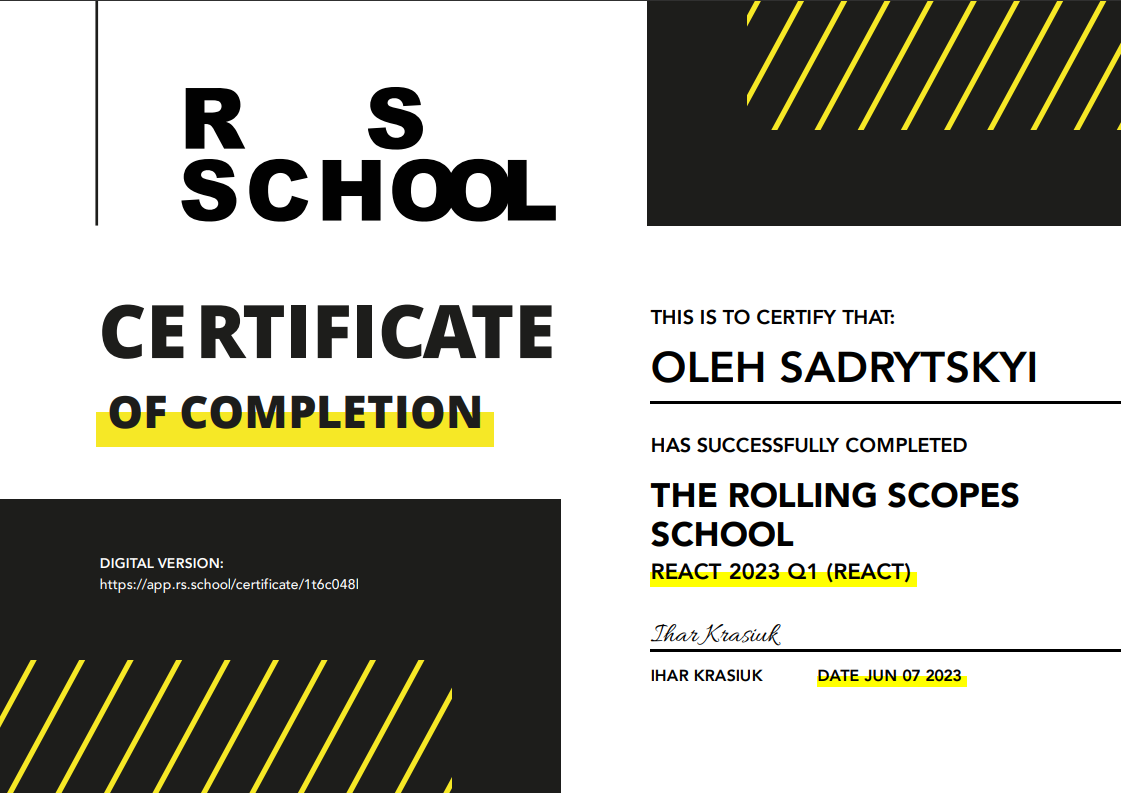 R S
SCHOOL
CERTIFICATE
OF COMPLETION
DIGITAL VERSION:
https://app.rs.school/certificate/1t6c048l
THIS IS TO CERTIFY THAT:
OLEH SADRYTSKYI
HAS SUCCESSFULLY COMPLETED
THE ROLLING SCOPES
SCHOOL
REACT 2023 Q1 (REACT)
Ihar Krasiuk
IHAR KRASIUK DATE JUN 07 2023